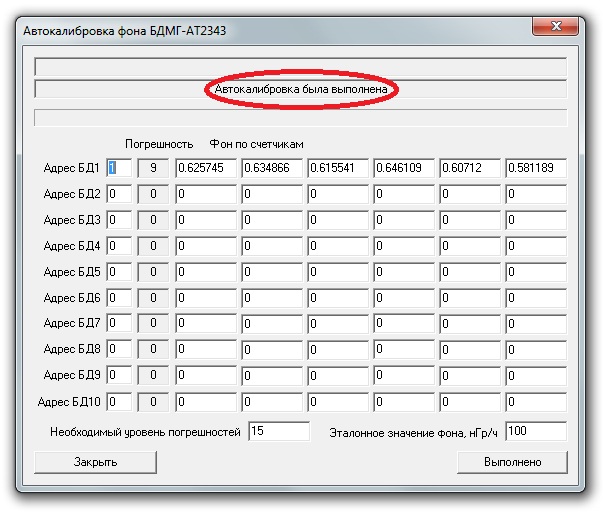 Автокалибровка фона БДМГ-АТ2343
Автокалибровка была выполнена
Погрешность Фон по счетчикам
Адрес БД1 1 9 0.625745 0.634866 0.615541 0.646109 0.60712 0.581189
Адрес БД2 0 0 0 0 0 0 0 0
Адрес БД3 0 0 0 0 0 0 0 0
Адрес БД4 0 0 0 0 0 0 0 0
Адрес БД5 0 0 0 0 0 0 0 0
Адрес БД6 0 0 0 0 0 0 0 0
Адрес БД7 0 0 0 0 0 0 0 0
Адрес БД8 0 0 0 0 0 0 0 0
Адрес БД9 0 0 0 0 0 0 0 0
Адрес БД10 0 0 0 0 0 0 0 0
Необходимый уровень погрешностей 15 Эталонное значение фона, нГр/ч 100
Закрыть Выполнено